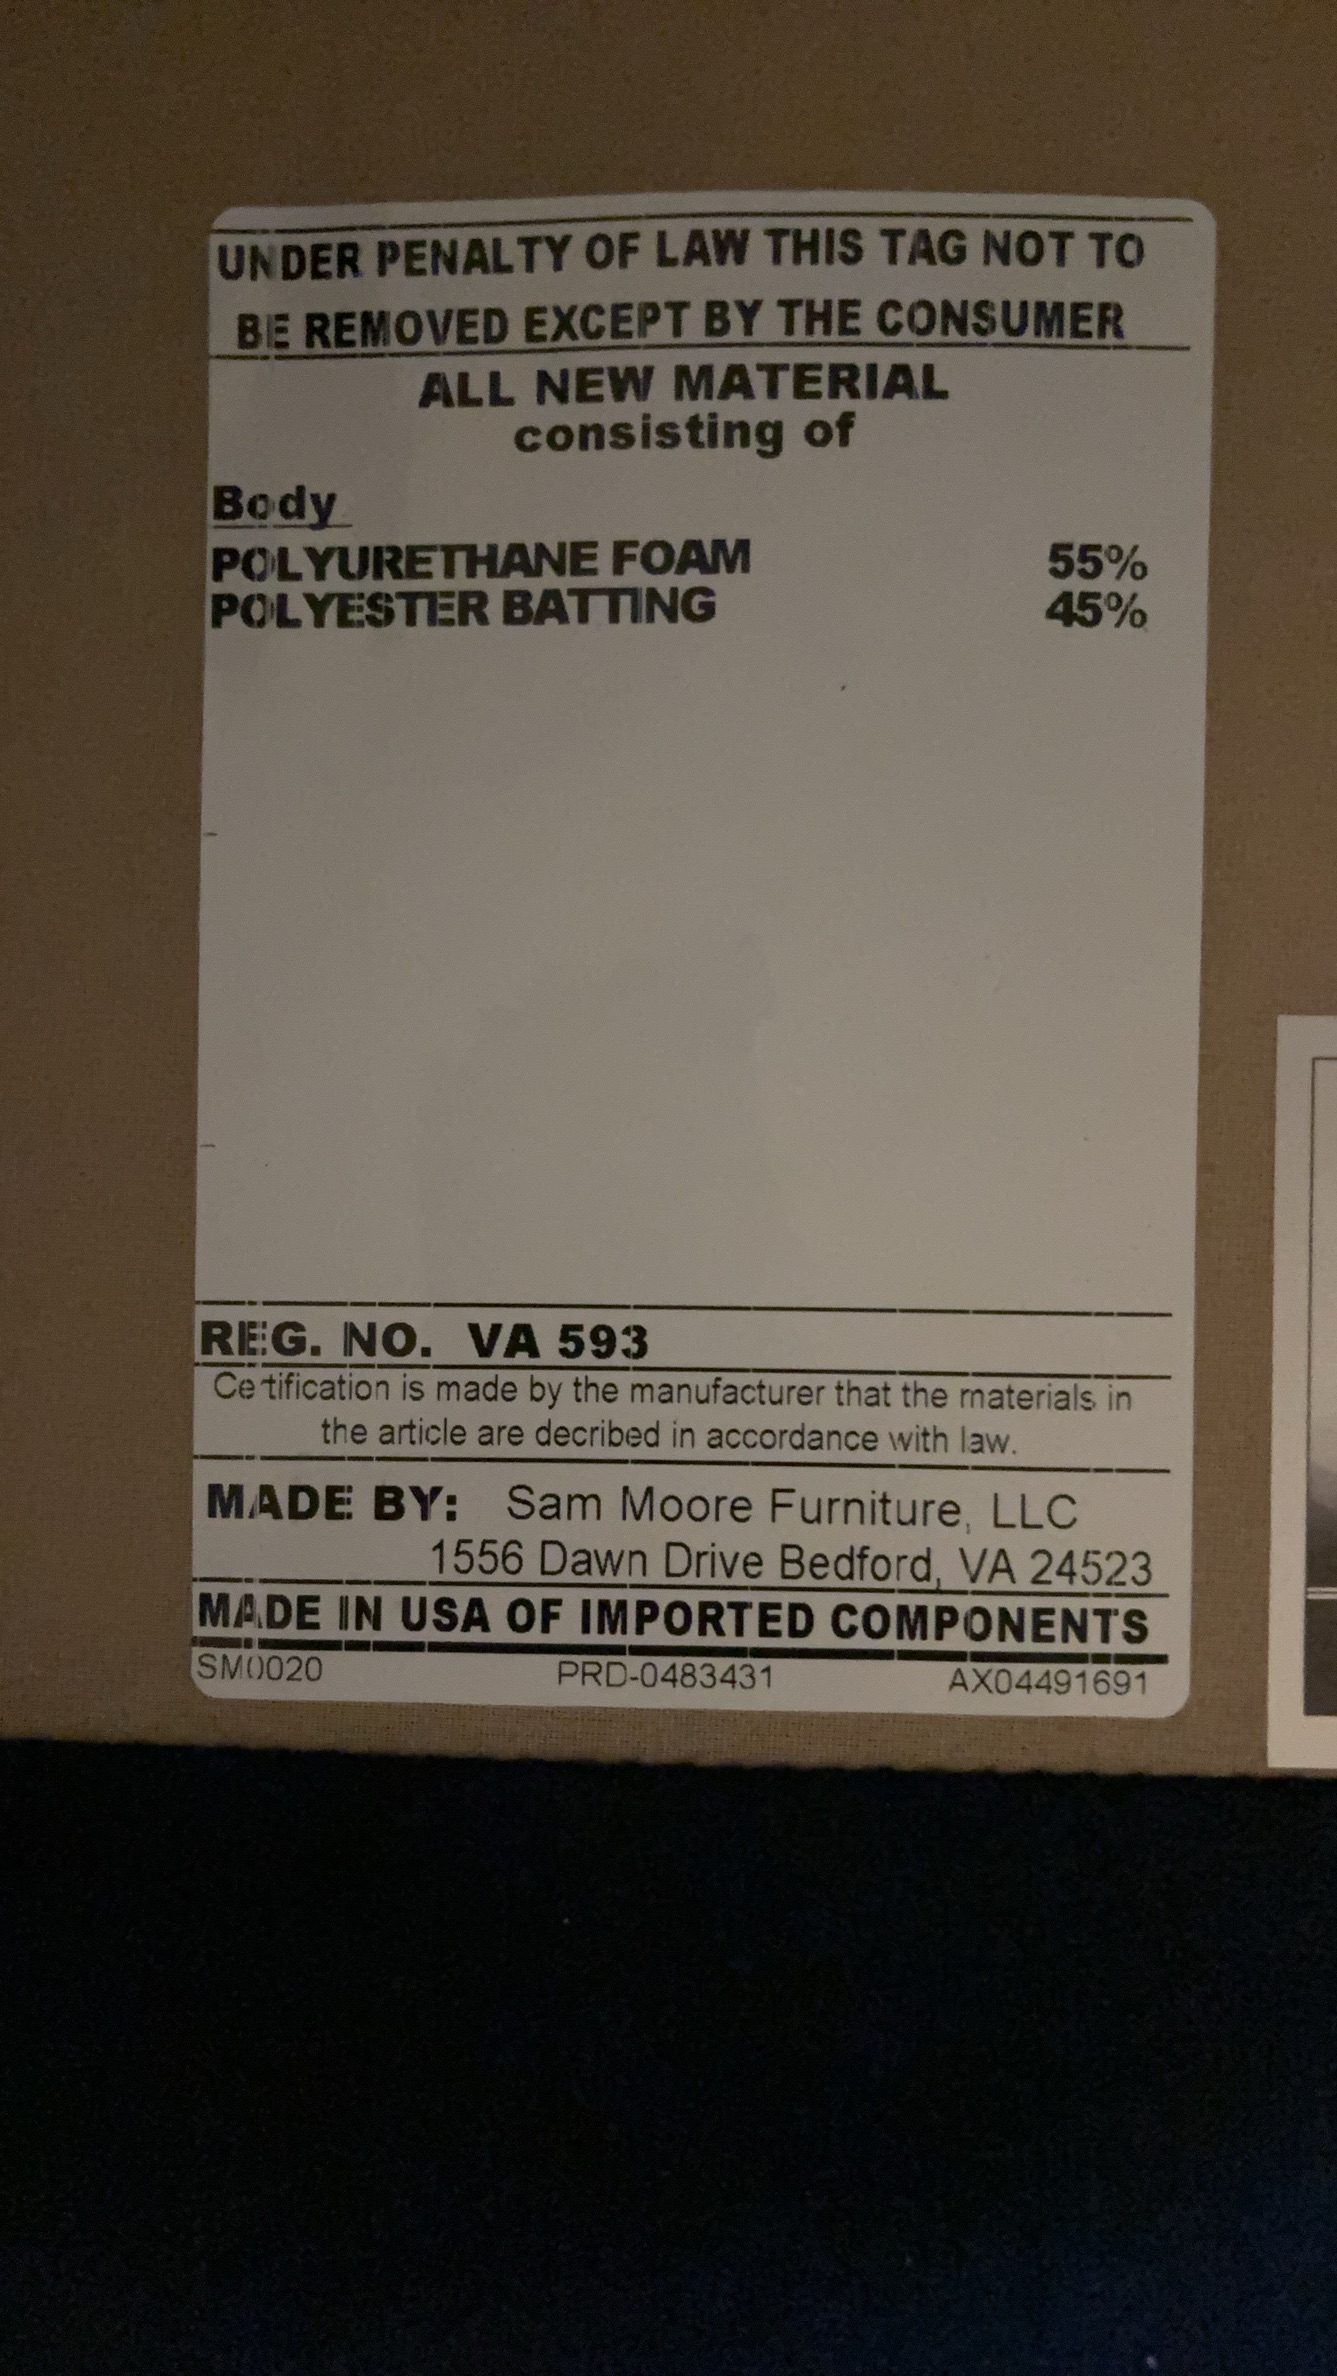 UNDER PENALTY OF LAW THIS TAG NOT TO
BE REMOVED EXCEPT BY THE CONSUMER
ALL NEW MATERIAL
consisting of
Body
POLYURETHANE FOAM 55%
POLYESTER BATTING 45%
REG. NO. VA 593
Certification is made by the manufacturer that the materials in
the article are decribed in accordance with law.
MADE BY: Sam Moore Furniture, LLC
1556 Dawn Drive Bedford, VA 24523
MADE IN USA OF IMPORTED COMPONENTS
SM0020 PRD-0483431 AX04491691